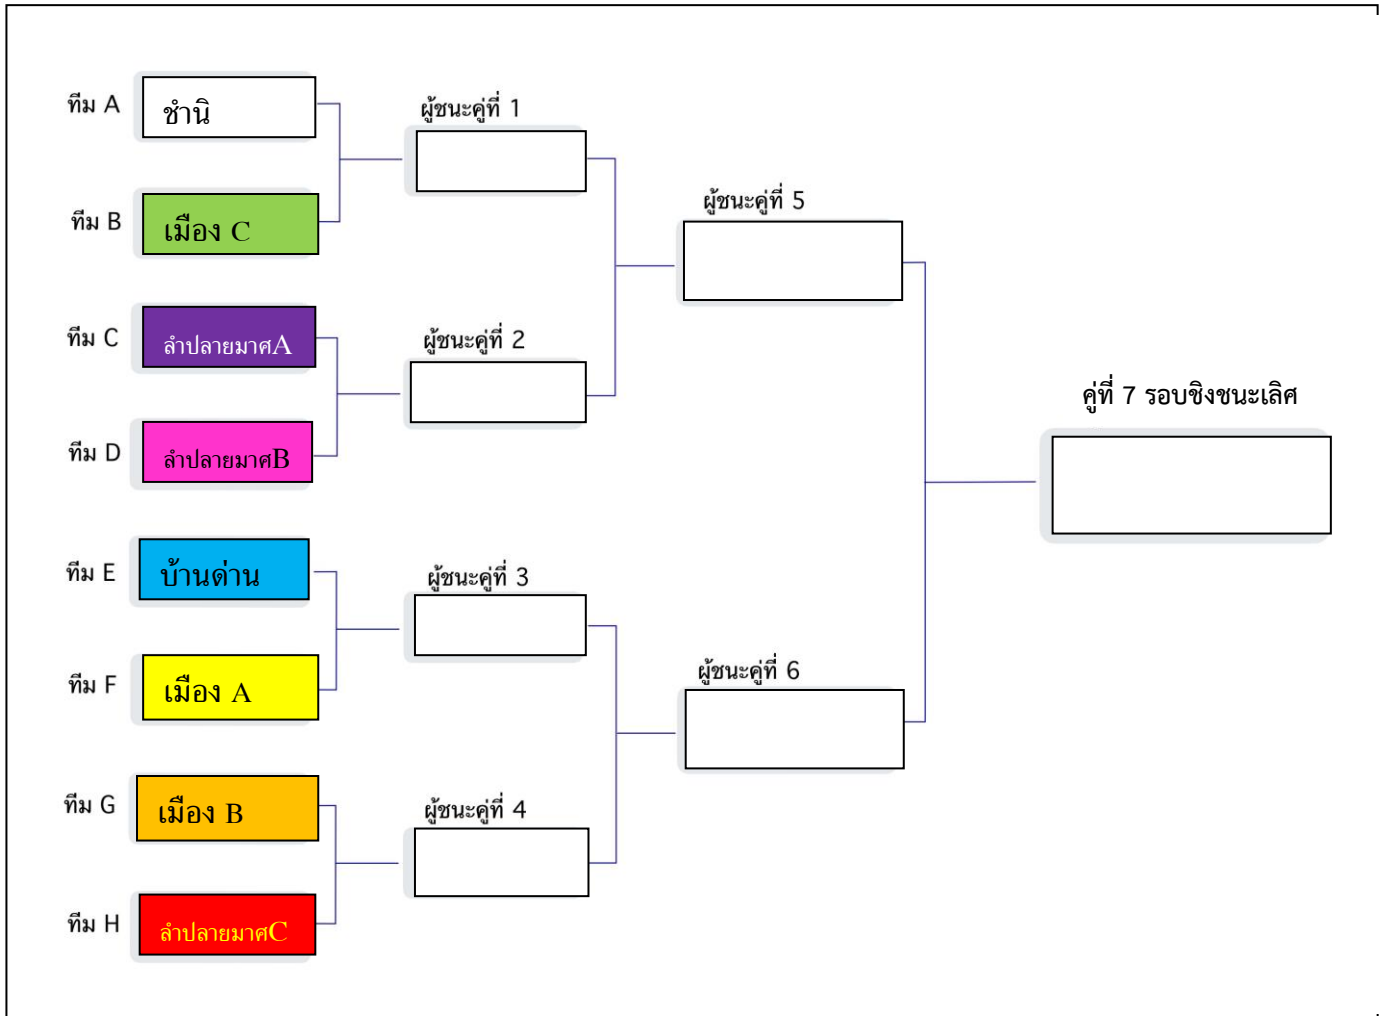 ทีม A
ชำนิ
ผู้ชนะคู่ที่ 1
ทีม B
เมือง C
ผู้ชนะคู่ที่ 5
ทีม C
ลำปลายมาศA
ผู้ชนะคู่ที่ 2
ทีม D
ลำปลายมาศB
คู่ที่ 7 รอบชิงชนะเลิศ
ทีม E
บ้านด่าน
ผู้ชนะคู่ที่ 3
ทีม F
เมือง A
ผู้ชนะคู่ที่ 6
ทีม G
เมือง B
ผู้ชนะคู่ที่ 4
ทีม H
ลำปลายมาศC